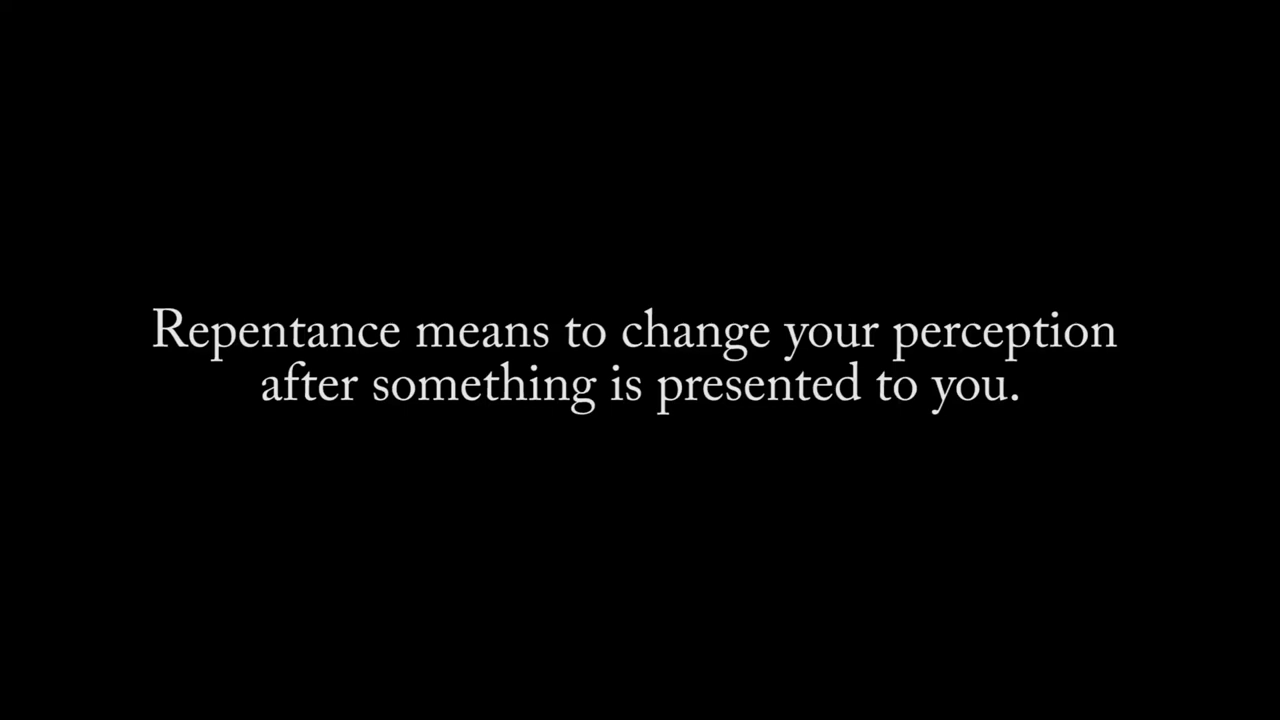 Repentance means to change your perception
after something is presented to you.